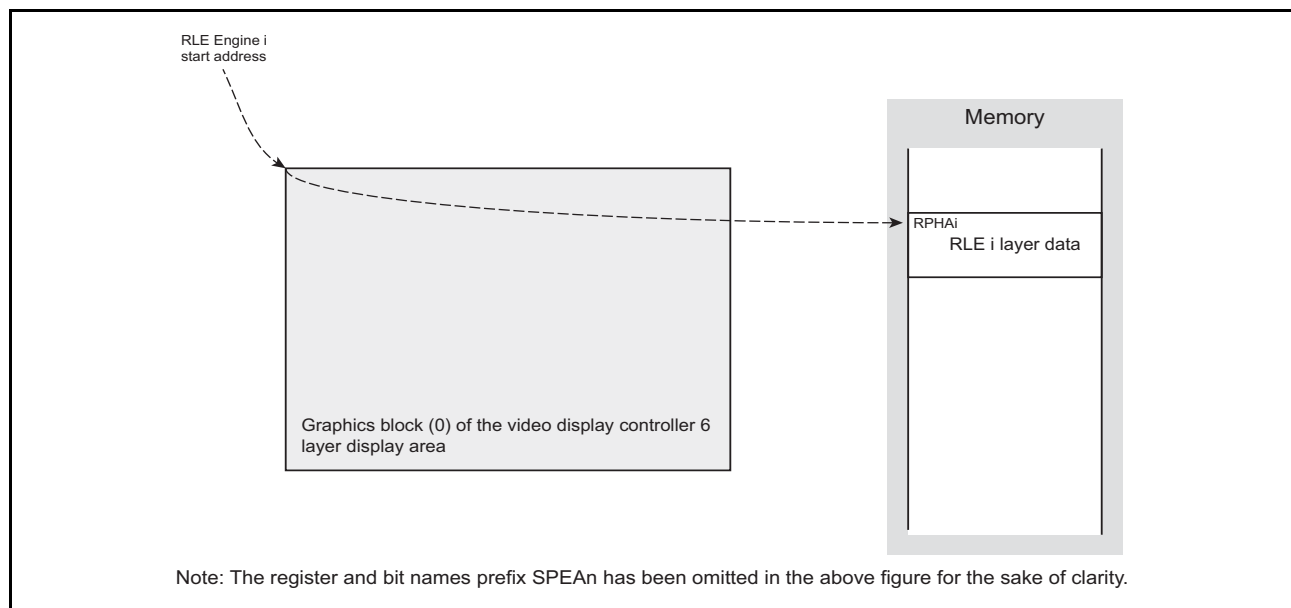 RLE Engine i
start address
Memory
RPHAi
RLE i layer data
Graphics block (0) of the video display controller 6
layer display area
Note: The register and bit names prefix SPEAn has been omitted in the above figure for the sake of clarity.